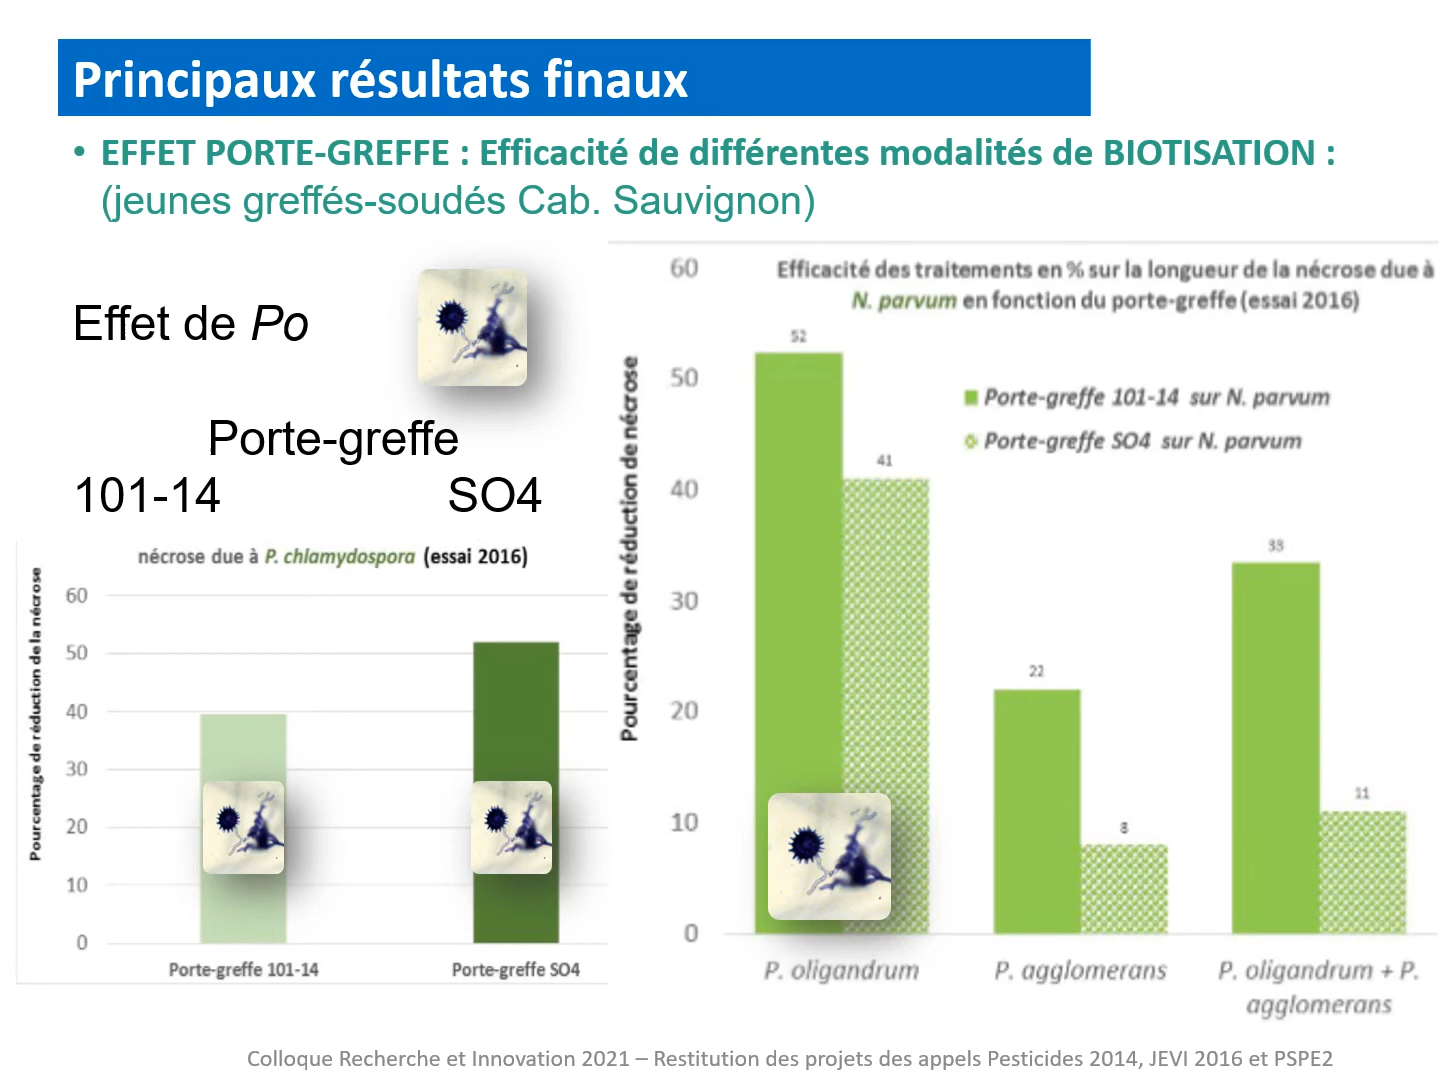 Principaux résultats finaux
• EFFET PORTE-GREFFE : Efficacité de différentes modalités de BIOTISATION :
(jeunes greffés-soudés Cab. Sauvignon)
Effet de Po
Porte-greffe
101-14 SO4
nécrose due à P. chlamydospora (essai 2016)
Pourcentage de réduction de la nécrose
60
50
40
30
20
10
0
Porte-greffe 101-14 Porte-greffe SO4
Efficacité des traitements en % sur la longueur de la nécrose due à
N. parvum en fonction du porte-greffe (essai 2016)
Pourcentage de réduction de nécrose
60
50
40
30
20
10
0
Porte-greffe 101-14 sur N. parvum
Porte-greffe SO4 sur N. parvum
52
41
22
8
33
11
P. oligandrum P. agglomerans P. oligandrum + P.
agglomerans
Colloque Recherche et Innovation 2021 – Restitution des projets des appels Pesticides 2014, JEVI 2016 et PSPE2